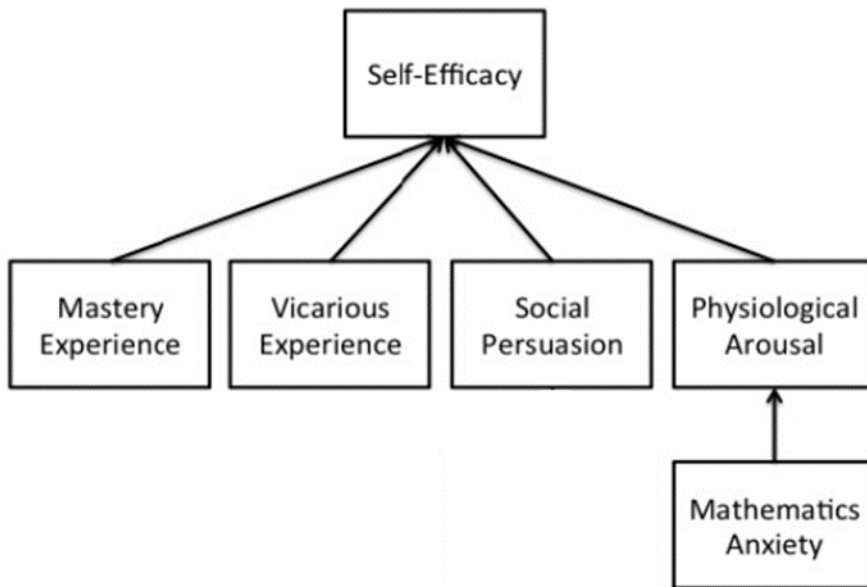 Self-Efficacy
Mastery
Experience
Vicarious
Experience
Social
Persuasion
Physiological
Arousal
Mathematics
Anxiety